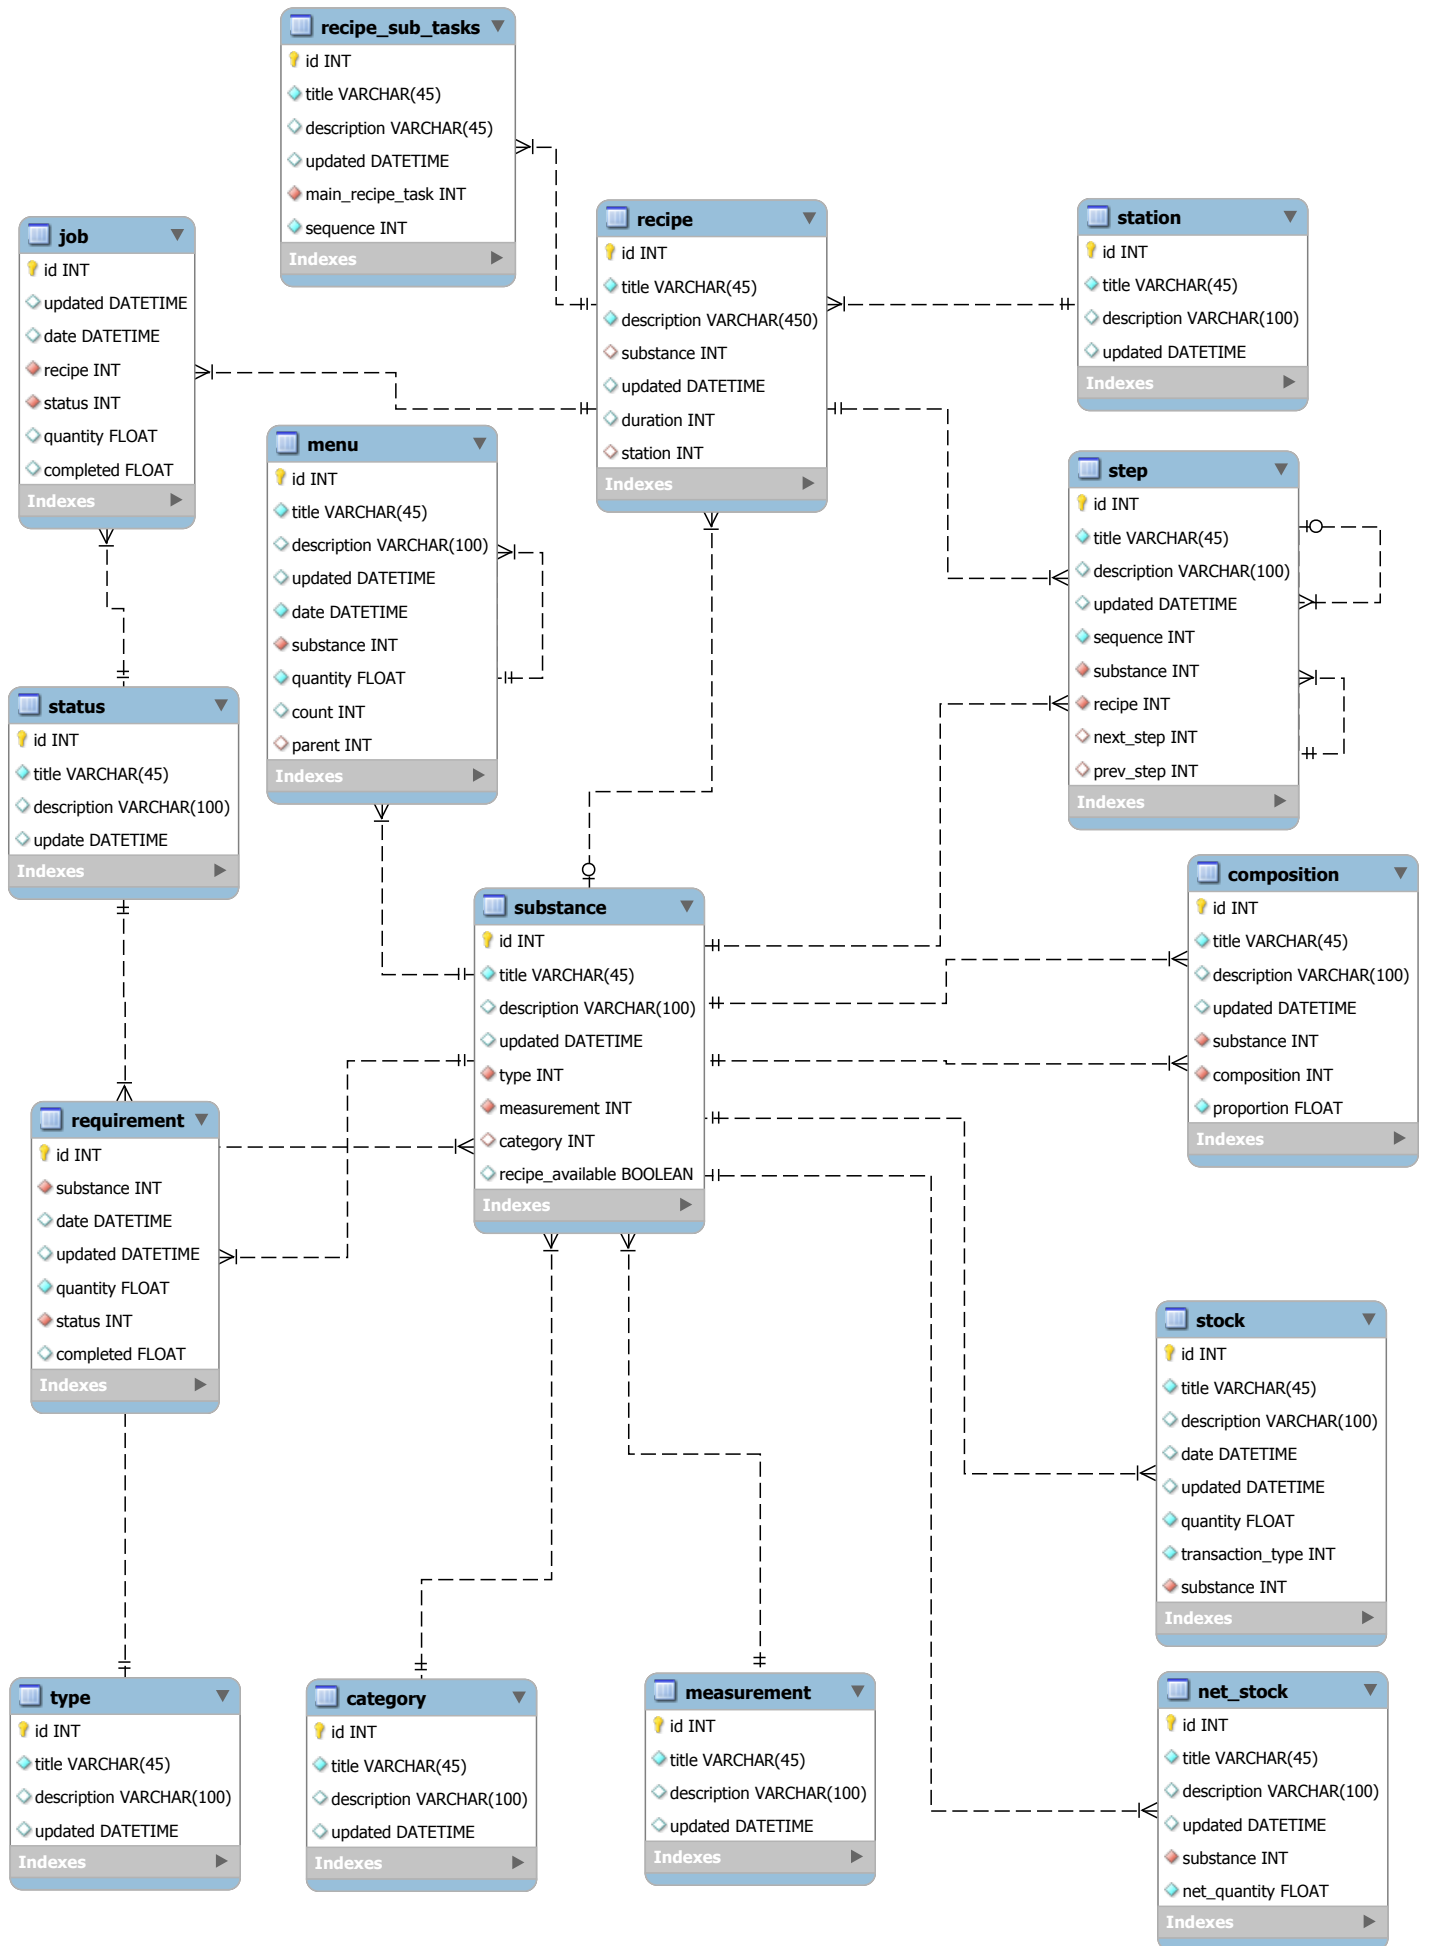 recipe_sub_tasks
id INT
title VARCHAR(45)
description VARCHAR(45)
updated DATETIME
main_recipe_task INT
sequence INT
Indexes
job
id INT
updated DATETIME
date DATETIME
recipe INT
status INT
quantity FLOAT
completed FLOAT
Indexes
recipe
id INT
title VARCHAR(45)
description VARCHAR(450)
substance INT
updated DATETIME
duration INT
station INT
Indexes
station
id INT
title VARCHAR(45)
description VARCHAR(100)
updated DATETIME
Indexes
menu
id INT
title VARCHAR(45)
description VARCHAR(100)
updated DATETIME
date DATETIME
substance INT
quantity FLOAT
count INT
parent INT
Indexes
step
id INT
title VARCHAR(45)
description VARCHAR(100)
updated DATETIME
sequence INT
substance INT
recipe INT
next_step INT
prev_step INT
Indexes
status
id INT
title VARCHAR(45)
description VARCHAR(100)
update DATETIME
Indexes
substance
id INT
title VARCHAR(45)
description VARCHAR(100)
updated DATETIME
type INT
measurement INT
category INT
recipe_available BOOLEAN
Indexes
composition
id INT
title VARCHAR(45)
description VARCHAR(100)
updated DATETIME
substance INT
composition INT
proportion FLOAT
Indexes
requirement
id INT
substance INT
date DATETIME
updated DATETIME
quantity FLOAT
status INT
completed FLOAT
Indexes
stock
id INT
title VARCHAR(45)
description VARCHAR(100)
date DATETIME
updated DATETIME
quantity FLOAT
transaction_type INT
substance INT
Indexes
type
id INT
title VARCHAR(45)
description VARCHAR(100)
updated DATETIME
Indexes
category
id INT
title VARCHAR(45)
description VARCHAR(100)
updated DATETIME
Indexes
measurement
id INT
title VARCHAR(45)
description VARCHAR(100)
updated DATETIME
Indexes
net_stock
id INT
title VARCHAR(45)
description VARCHAR(100)
updated DATETIME
substance INT
net_quantity FLOAT
Indexes